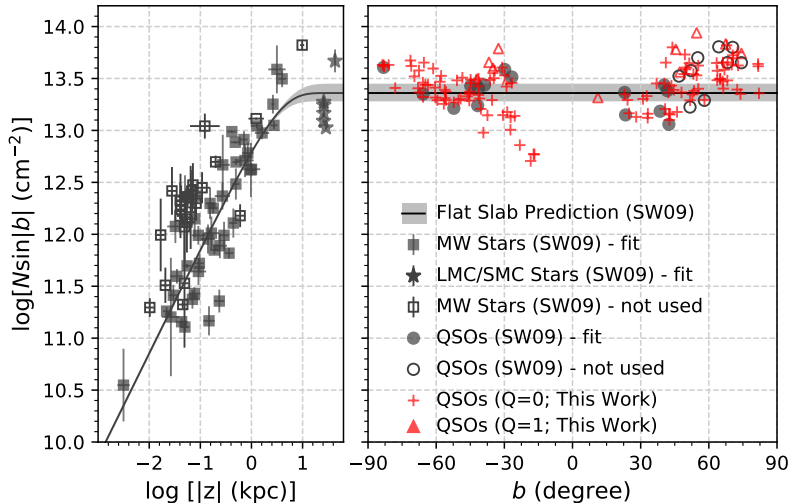 log[Nsin|b| (cm⁻²)
14.0
13.5
13.0
12.5
12.0
11.5
11.0
10.5
10.0
−2 −1 0 1
log [|z| (kpc)]
Flat Slab Prediction (SW09)
MW Stars (SW09) - fit
LMC/SMC Stars (SW09) - fit
MW Stars (SW09) - not used
QSOs (SW09) - fit
QSOs (SW09) - not used
QSOs (Q=0; This Work)
QSOs (Q=1; This Work)
−90 −60 −30 0 30 60 90
b (degree)